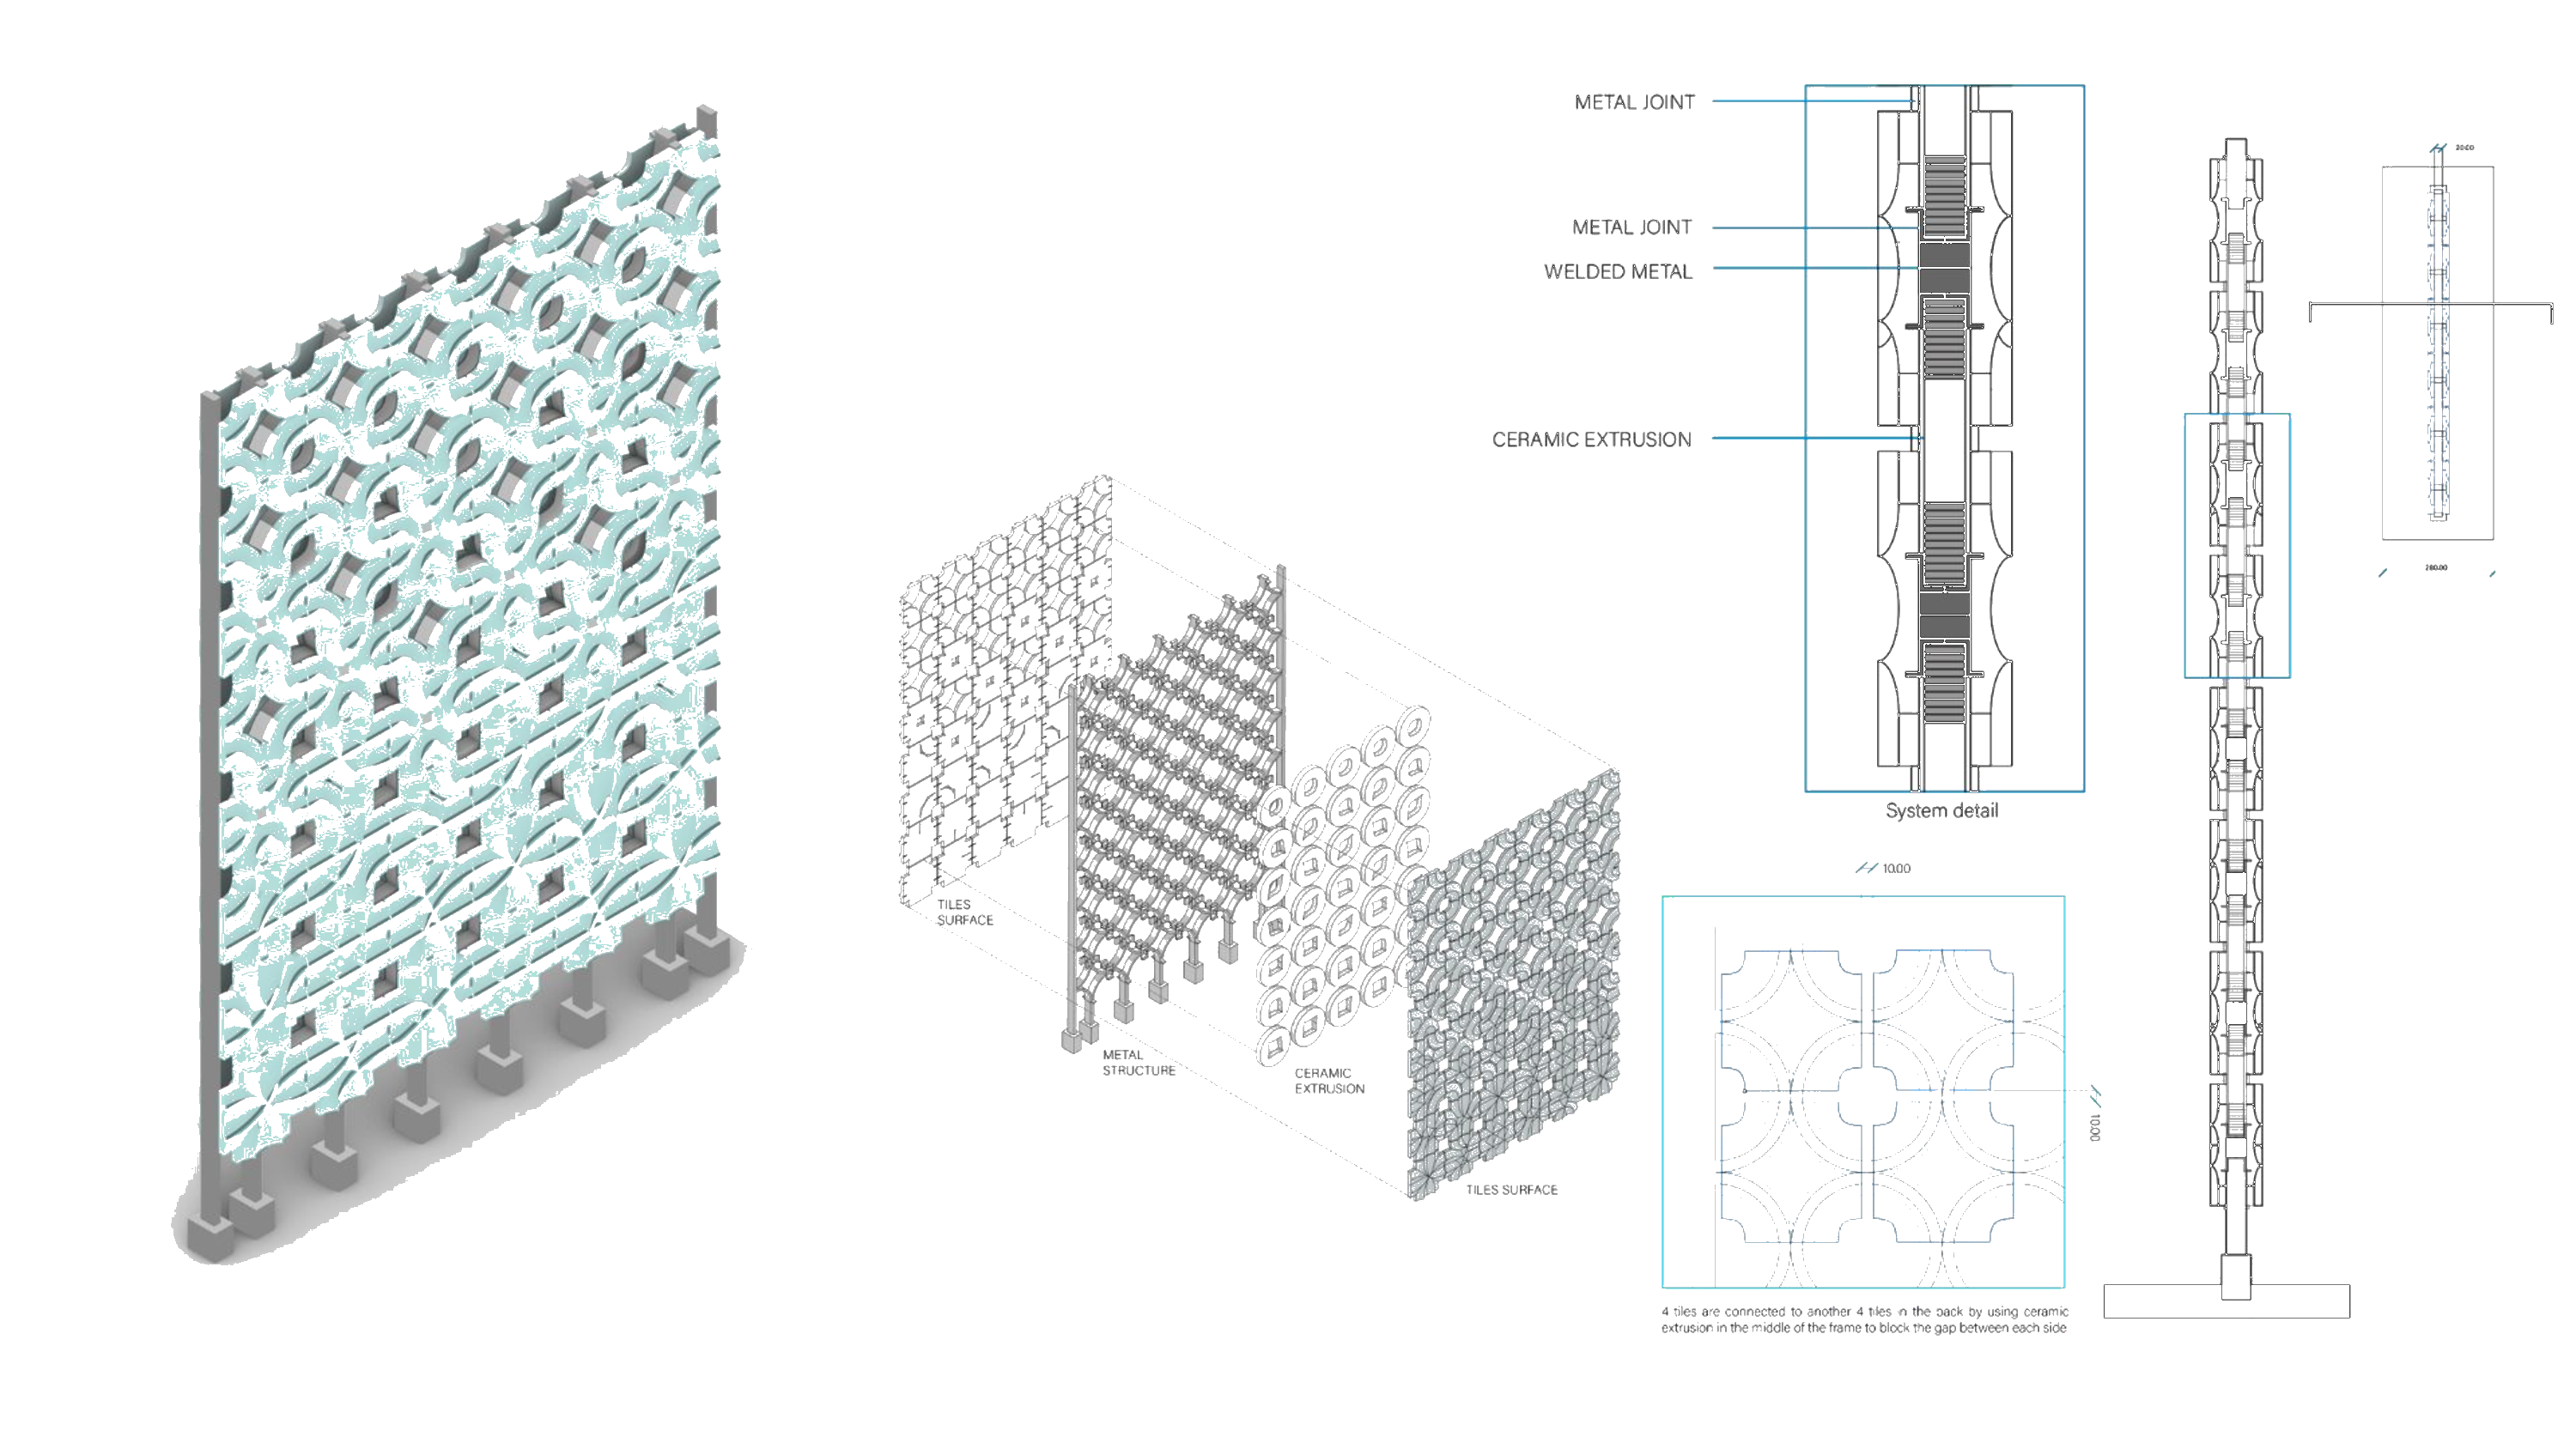 METAL JOINT
METAL JOINT
WELDED METAL
CERAMIC EXTRUSION
System detail
20.00
280.00
TILES
SURFACE
METAL
STRUCTURE
CERAMIC
EXTRUSION
TILES SURFACE
10.00
10.00
4 tiles are connected to another 4 tiles in the pack by using ceramic
extrusion in the middle of the frame to block the gap between each side